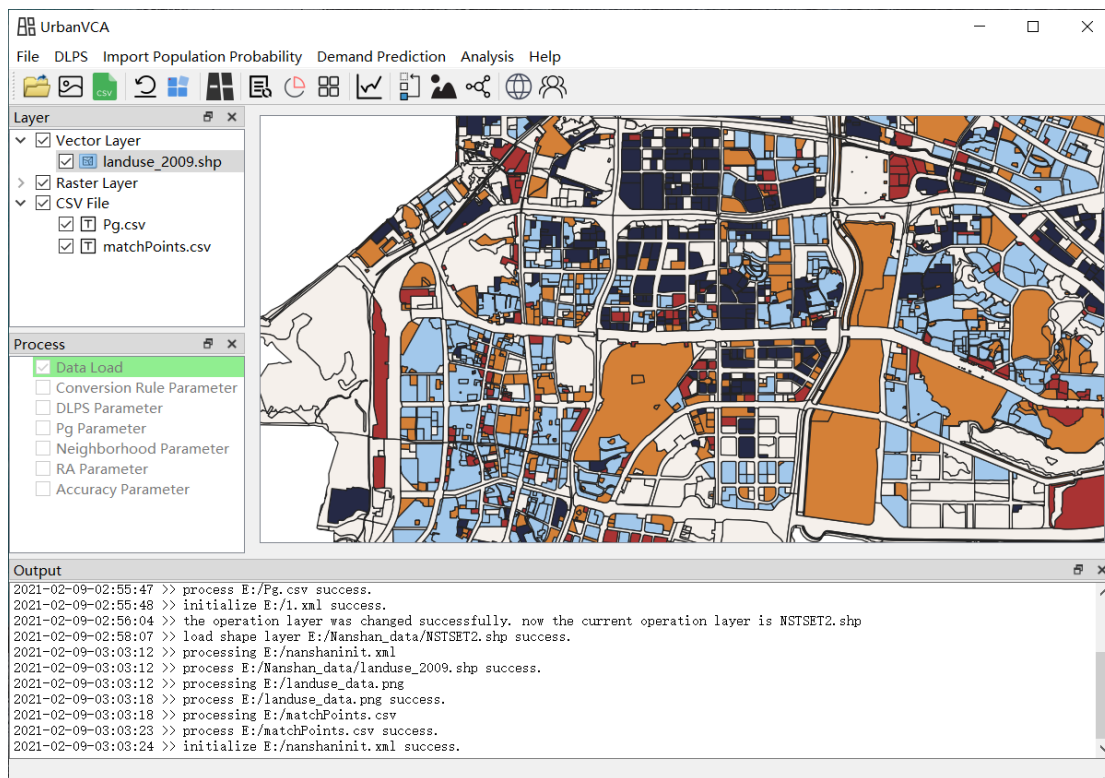 UrbanVCA
File DLPS Import Population Probability Demand Prediction Analysis Help
CSV
Layer
Vector Layer
landuse_2009.shp
Raster Layer
CSV File
T Pg.csv
T matchPoints.csv
Process
Data Load
Conversion Rule Parameter
DLPS Parameter
Pg Parameter
Neighborhood Parameter
RA Parameter
Accuracy Parameter
Output
2021-02-09-02:55:47 >> process E:/Pg.csv success.
2021-02-09-02:55:48 >> initialize E:/1.xml success.
2021-02-09-02:56:04 >> the operation layer was changed successfully. now the current operation layer is NSTSET2.shp
2021-02-09-02:58:07 >> load shape layer E:/Nanshan_data/NSTSET2.shp success.
2021-02-09-03:03:12 >> processing E:/nanshaninit.xml
2021-02-09-03:03:12 >> process E:/Nanshan_data/landuse_2009.shp success.
2021-02-09-03:03:12 >> processing E:/landuse_data.png
2021-02-09-03:03:18 >> process E:/landuse_data.png success.
2021-02-09-03:03:18 >> processing E:/matchPoints.csv
2021-02-09-03:03:23 >> process E:/matchPoints.csv success.
2021-02-09-03:03:24 >> initialize E:/nanshaninit.xml success.